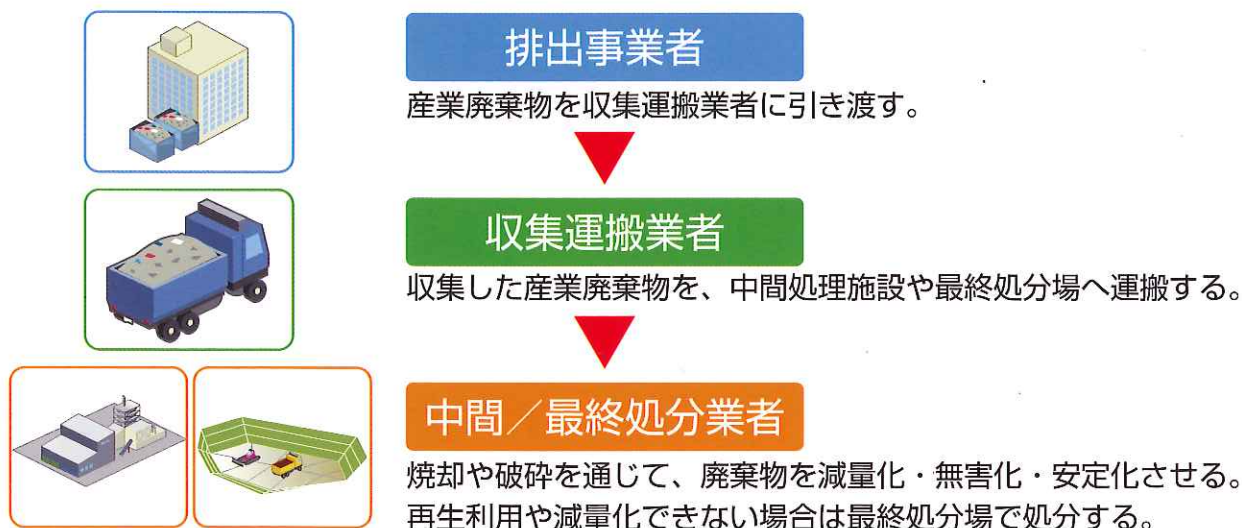 排出事業者
産業廃棄物を収集運搬業者に引き渡す。
収集運搬業者
収集した産業廃棄物を、中間処理施設や最終処分場へ運搬する。
中間／最終処分業者
焼却や破砕を通じて、廃棄物を減量化・無害化・安定化させる。
再生利用や減量化できない場合は最終処分場で処分する。